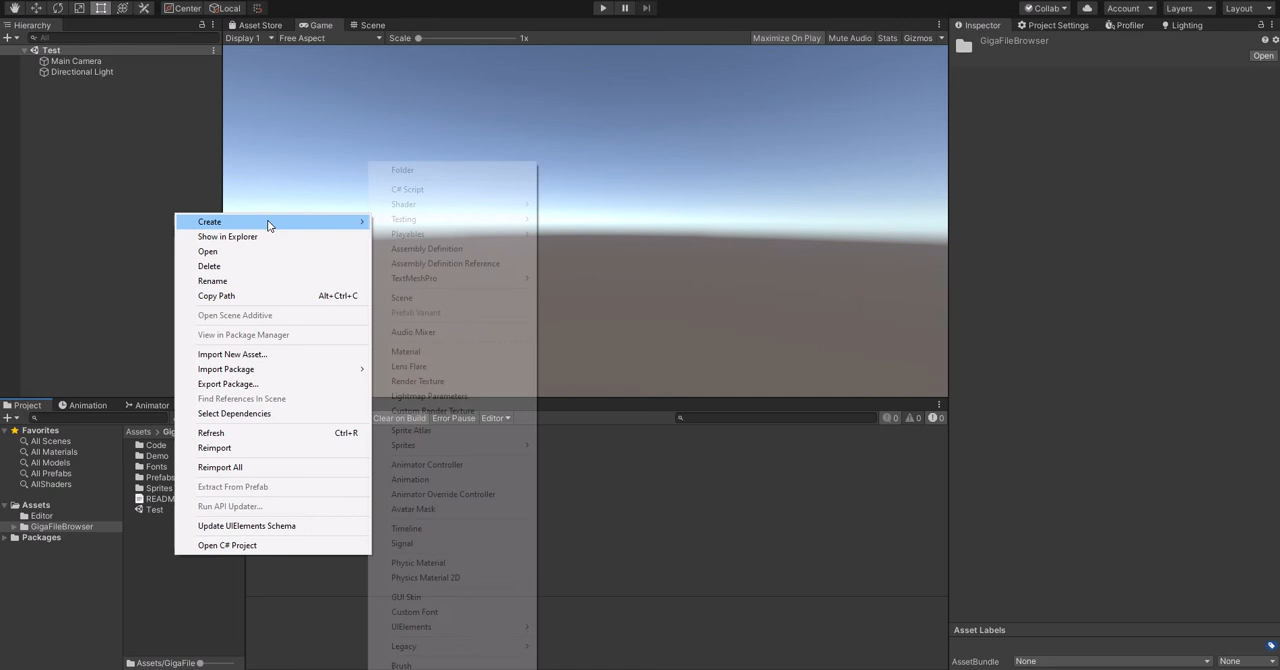 Center
Local
Collab
Account
Layers
Layout
Hierarchy
Asset Store
Game
Scene
Inspector
Project Settings
Profiler
Lighting
All
Display 1
Free Aspect
Scale
1x
Maximize On Play
Mute Audio
Stats
Gizmos
GigaFileBrowser
Open
Test
Main Camera
Directional Light
Create
Show in Explorer
Open
Delete
Rename
Copy Path Alt+Ctrl+C
Open Scene Additive
View in Package Manager
Import New Asset...
Import Package
Export Package...
Find References In Scene
Select Dependencies
Refresh Ctrl+R
Reimport
Reimport All
Extract From Prefab
Run API Updater...
Update UIElements Schema
Open C# Project
Folder
C# Script
Shader
Testing
Playables
Assembly Definition
Assembly Definition Reference
TextMeshPro
Scene
Prefab Variant
Audio Mixer
Material
Lens Flare
Render Texture
Lightmap Parameters
Custom Render Texture
Sprite Atlas
Sprites
Animator Controller
Animation
Animator Override Controller
Avatar Mask
Timeline
Signal
Physic Material
Physics Material 2D
GUI Skin
Custom Font
UIElements
Legacy
Brush
Project
Animation
Animator
Clear on Build
Error Pause
Editor
0
0
0
Favorites
All Scenes
All Materials
All Models
All Prefabs
AllShaders
Assets
Editor
GigaFileBrowser
Packages
Assets > Gig
Code
Demo
Fonts
Prefabs
Sprites
READM
Test
Assets/GigaFile
Asset Labels
AssetBundle
None
None